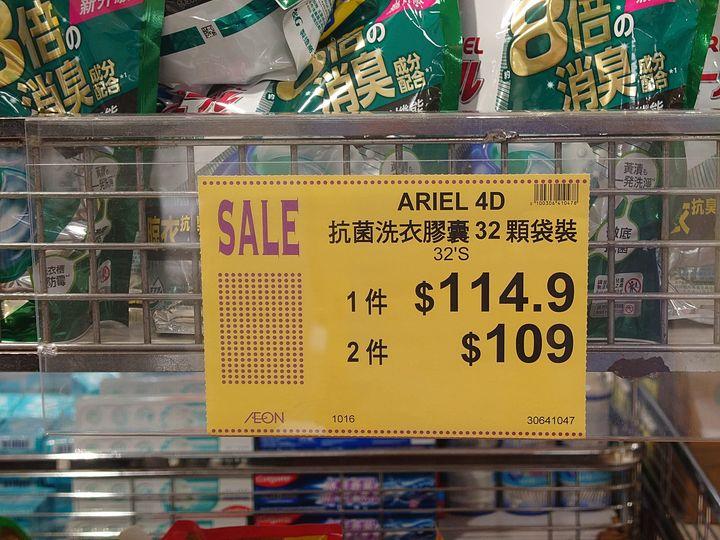 8倍の
消臭
成分
配合
8倍の
消臭
成分
配合
SALE
ARIEL 4D
抗菌洗衣膠囊 32 顆袋裝
32'S
1 件 $114.9
2 件 $109
ÆON
1016
30641047
Colgate